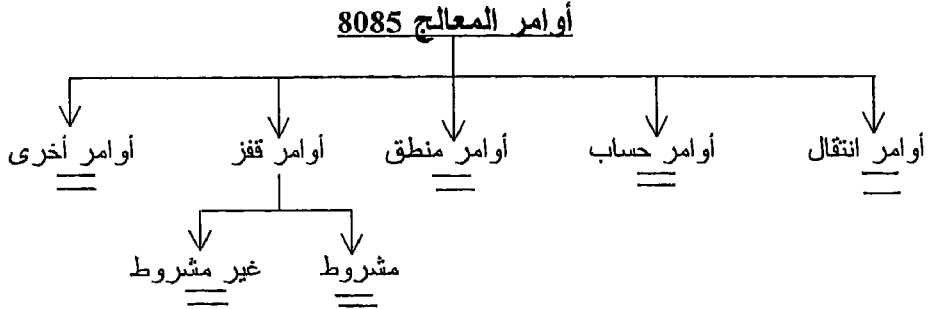 أوامر المعالج 8085
أوامر انتقال أوامر حساب أوامر منطق أوامر قفز أوامر أخرى
مشروط غير مشروط